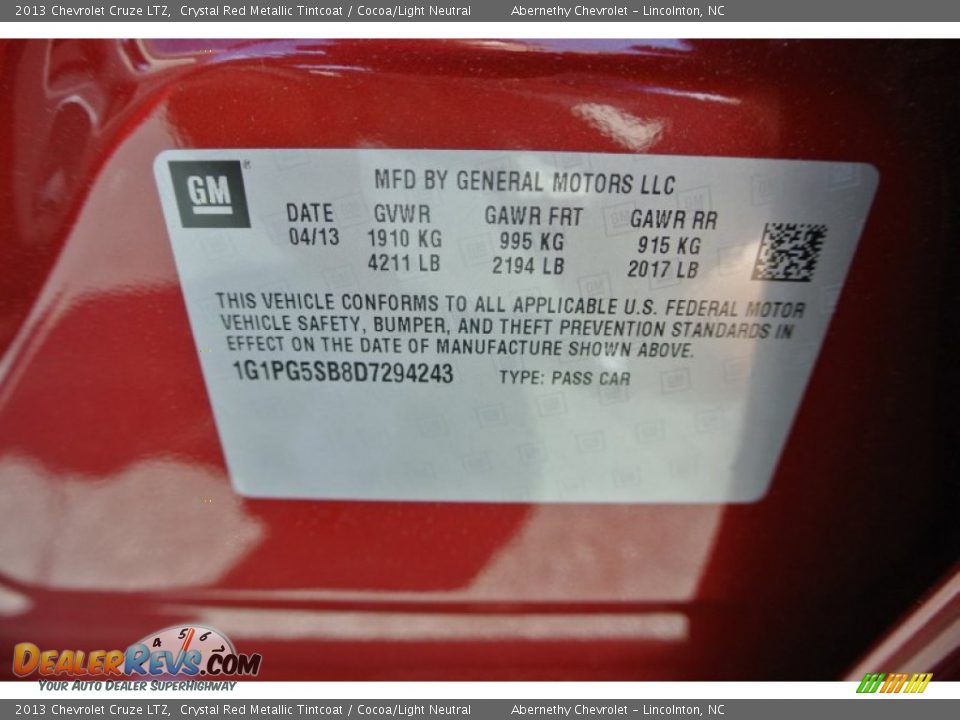 2013 Chevrolet Cruze LTZ,  Crystal Red Metallic Tintcoat / Cocoa/Light Neutral        Abernethy Chevrolet – Lincolnton, NC
GM®
MFD BY GENERAL MOTORS LLC
DATE GVWR GAWR FRT GAWR RR
04/13 1910 KG 995 KG 915 KG
4211 LB 2194 LB 2017 LB
THIS VEHICLE CONFORMS TO ALL APPLICABLE U.S. FEDERAL MOTOR
VEHICLE SAFETY, BUMPER, AND THEFT PREVENTION STANDARDS IN
EFFECT ON THE DATE OF MANUFACTURE SHOWN ABOVE.
1G1PG5SB8D7294243 TYPE: PASS CAR
4 5 6
DEALERREVS.COM
YOUR AUTO DEALER SUPERHIGHWAY
2013 Chevrolet Cruze LTZ,  Crystal Red Metallic Tintcoat / Cocoa/Light Neutral        Abernethy Chevrolet – Lincolnton, NC